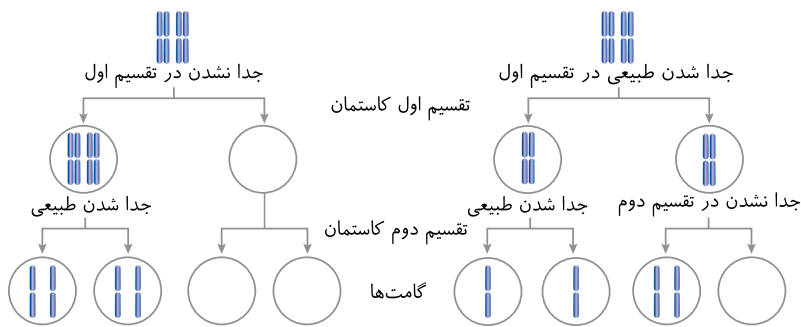 جدا شدن طبیعی در تقسیم اول
جدا نشدن در تقسیم اول
تقسیم اول کاستمان
جدا نشدن در تقسیم دوم
جدا شدن طبیعی
جدا شدن طبیعی
تقسیم دوم کاستمان
گامت‌ها